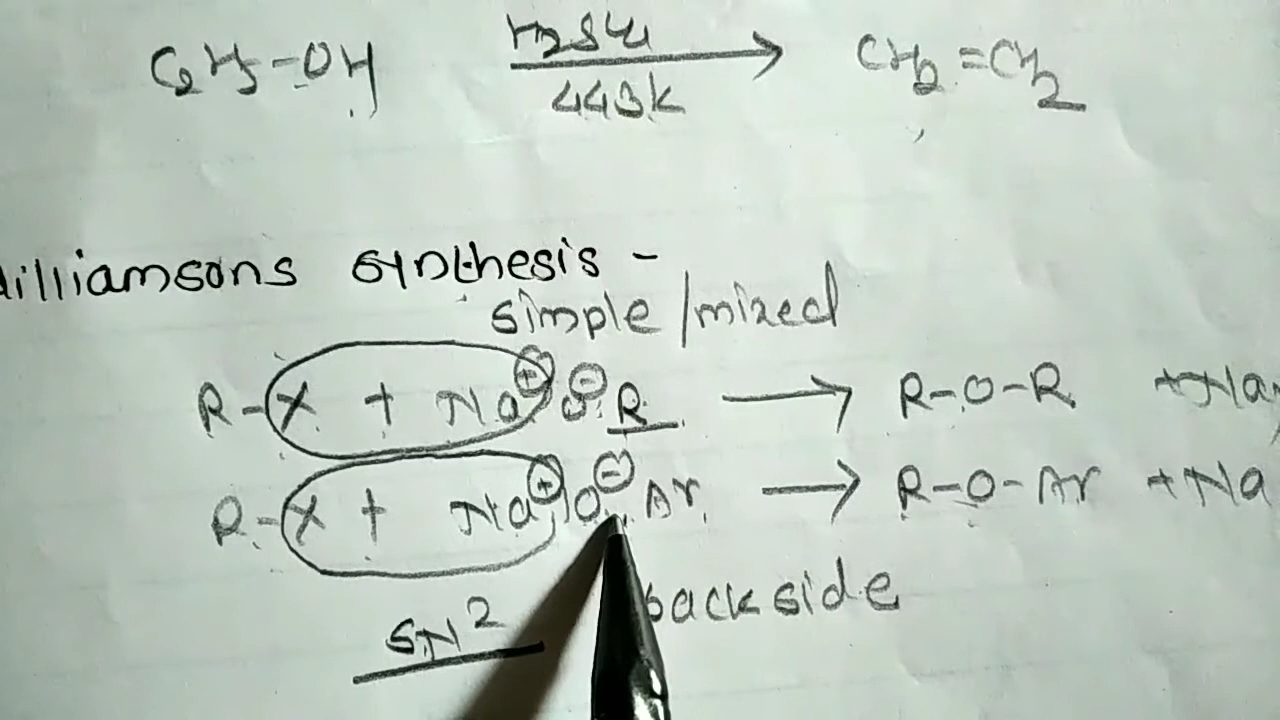 C2H5-OH H2SO4 443K CH2=CH2
Williamsons synthesis -
simple/mixed
R-X + Na⊕ O⊖ R → R-O-R + Na
R-X + Na⊕ O⊖ Ar → R-O-Ar + Na
SN2 backside